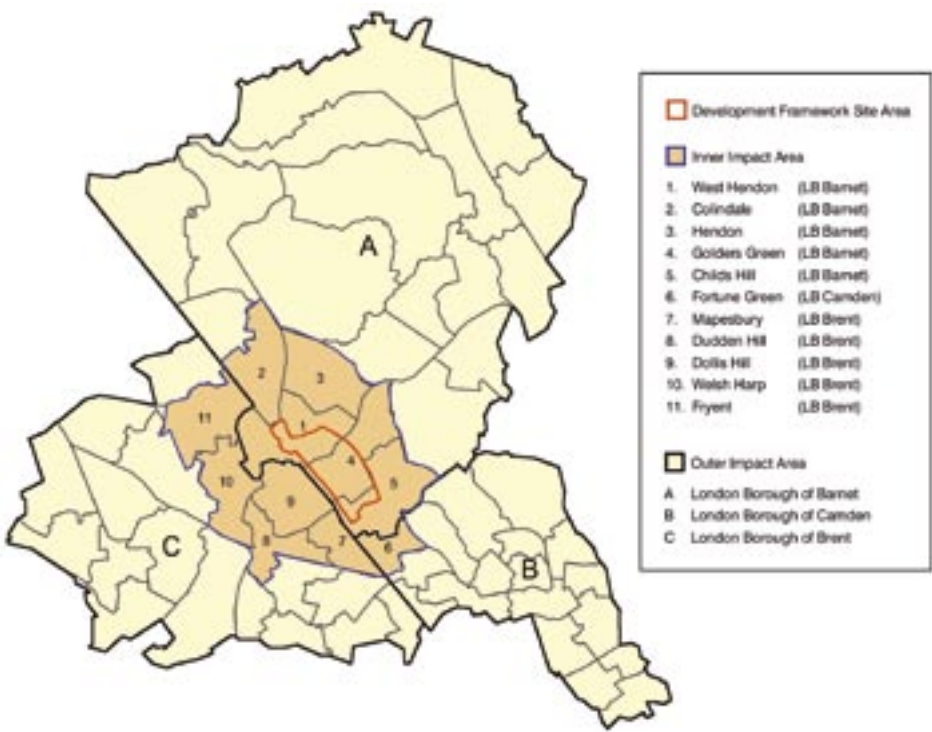 Development Framework Site Area
Inner Impact Area
1. West Hendon (LB Barnet)
2. Colindale (LB Barnet)
3. Hendon (LB Barnet)
4. Golders Green (LB Barnet)
5. Childs Hill (LB Barnet)
6. Fortune Green (LB Camden)
7. Mapesbury (LB Brent)
8. Dudden Hill (LB Brent)
9. Dollis Hill (LB Brent)
10. Welsh Harp (LB Brent)
11. Fryent (LB Brent)
Outer Impact Area
A London Borough of Barnet
B London Borough of Camden
C London Borough of Brent
A
2
3
11
1
4
10
5
9
C
8
7
6
B